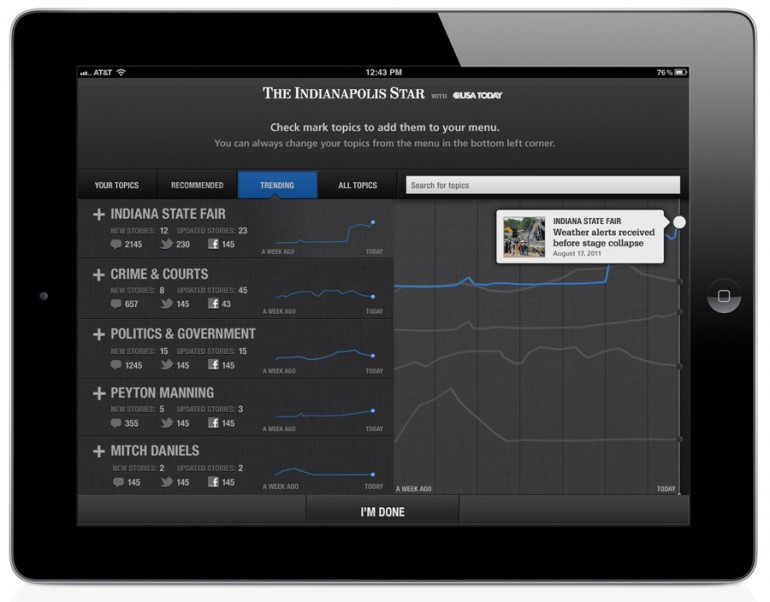 AT&T
12:43 PM
76%
THE INDIANAPOLIS STAR WITH USA TODAY
Check mark topics to add them to your menu.
You can always change your topics from the menu in the bottom left corner.
YOUR TOPICS
RECOMMENDED
TRENDING
ALL TOPICS
Search for topics
+ INDIANA STATE FAIR
NEW STORIES: 12 UPDATED STORIES: 23
2145 230 f 145
A WEEK AGO TODAY
+ CRIME & COURTS
NEW STORIES: 8 UPDATED STORIES: 45
657 145 f 43
A WEEK AGO TODAY
+ POLITICS & GOVERNMENT
NEW STORIES: 15 UPDATED STORIES: 15
1245 145 f 145
A WEEK AGO TODAY
+ PEYTON MANNING
NEW STORIES: 5 UPDATED STORIES: 3
355 145 f 145
A WEEK AGO TODAY
+ MITCH DANIELS
NEW STORIES: 2 UPDATED STORIES: 2
145 145 f 145
A WEEK AGO TODAY
INDIANA STATE FAIR
Weather alerts received
before stage collapse
August 17, 2011
A WEEK AGO TODAY
I'M DONE